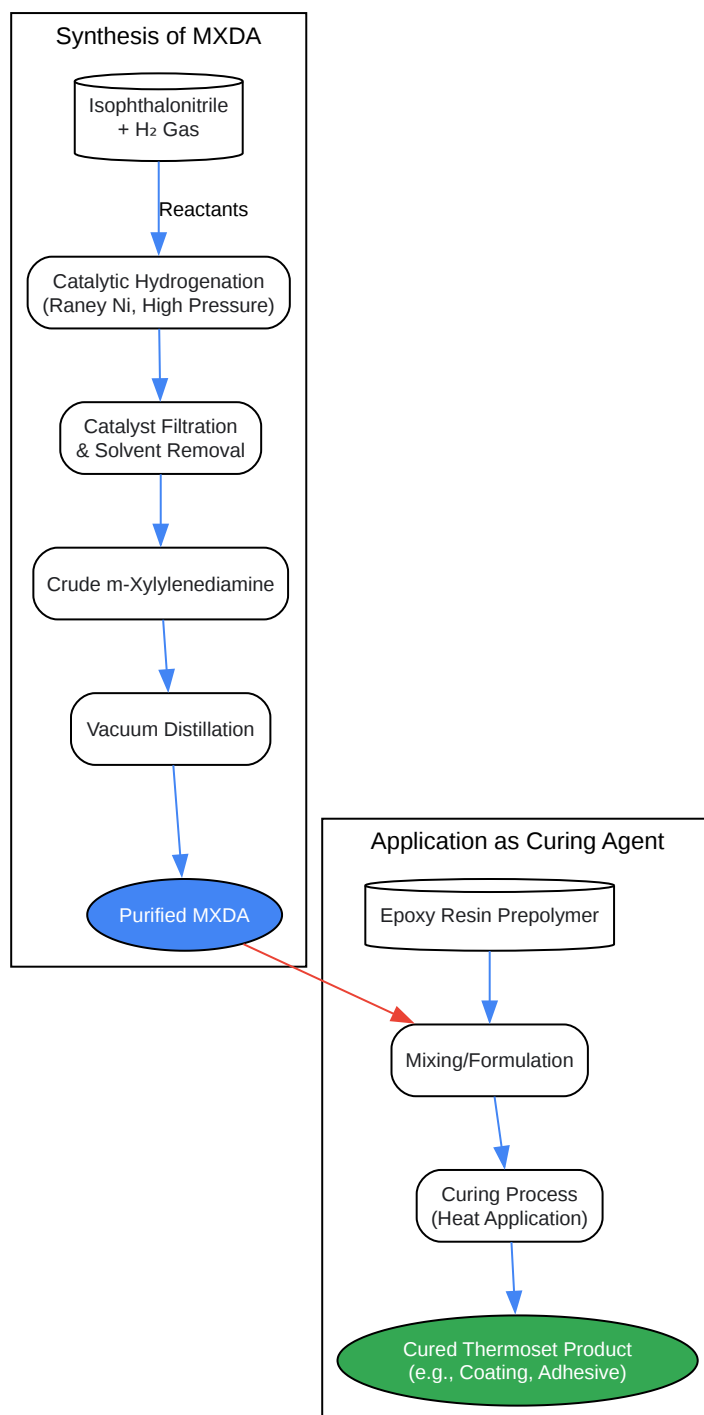 Synthesis of MXDA
Isophthalonitrile
+ H₂ Gas
Reactants
Catalytic Hydrogenation
(Raney Ni, High Pressure)
Catalyst Filtration
& Solvent Removal
Crude m-Xylylenediamine
Vacuum Distillation
Purified MXDA
Application as Curing Agent
Epoxy Resin Prepolymer
Mixing/Formulation
Curing Process
(Heat Application)
Cured Thermoset Product
(e.g., Coating, Adhesive)